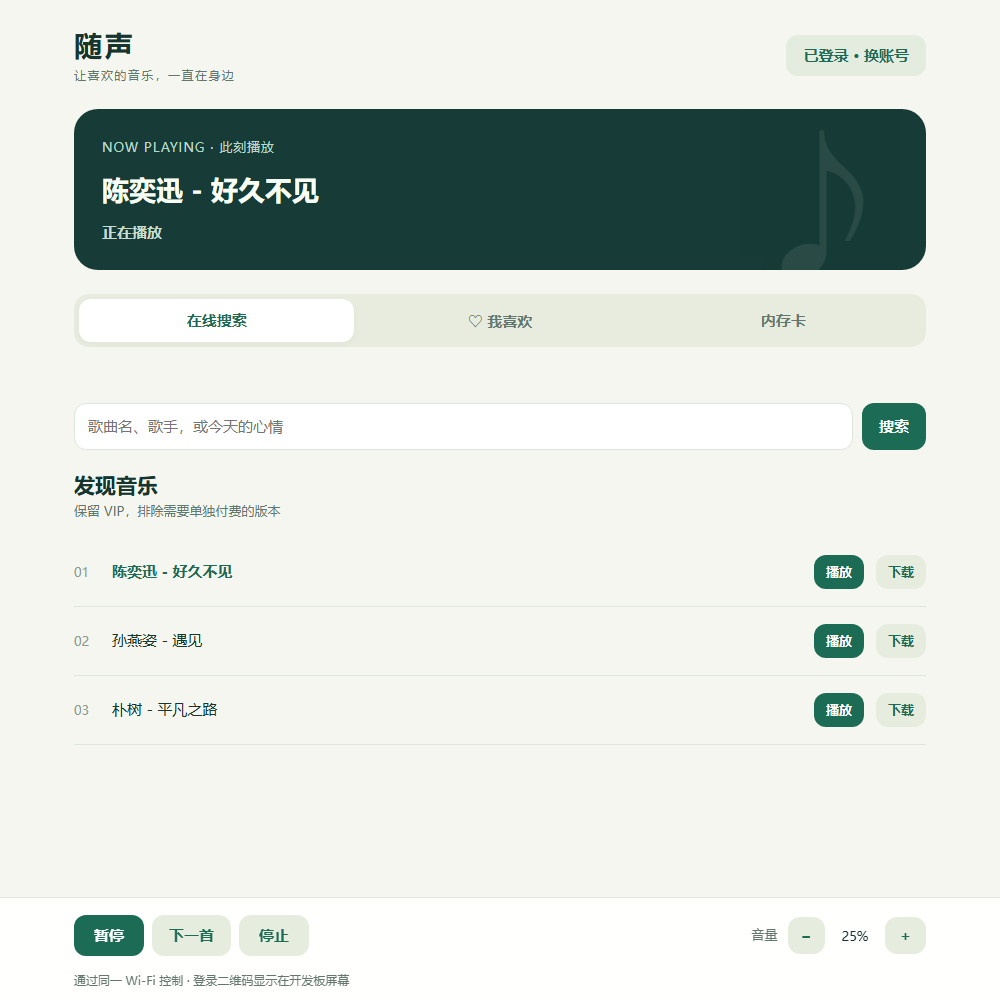 随声
让喜欢的音乐，一直在身边
已登录 · 换账号
NOW PLAYING · 此刻播放
陈奕迅 - 好久不见
正在播放
在线搜索
♡ 我喜欢
内存卡
歌曲名、歌手，或今天的心情
搜索
发现音乐
保留 VIP，排除需要单独付费的版本
01 陈奕迅 - 好久不见 播放 下载
02 孙燕姿 - 遇见 播放 下载
03 朴树 - 平凡之路 播放 下载
暂停 下一首 停止 音量 − 25% +
通过同一 Wi-Fi 控制 · 登录二维码显示在开发板屏幕